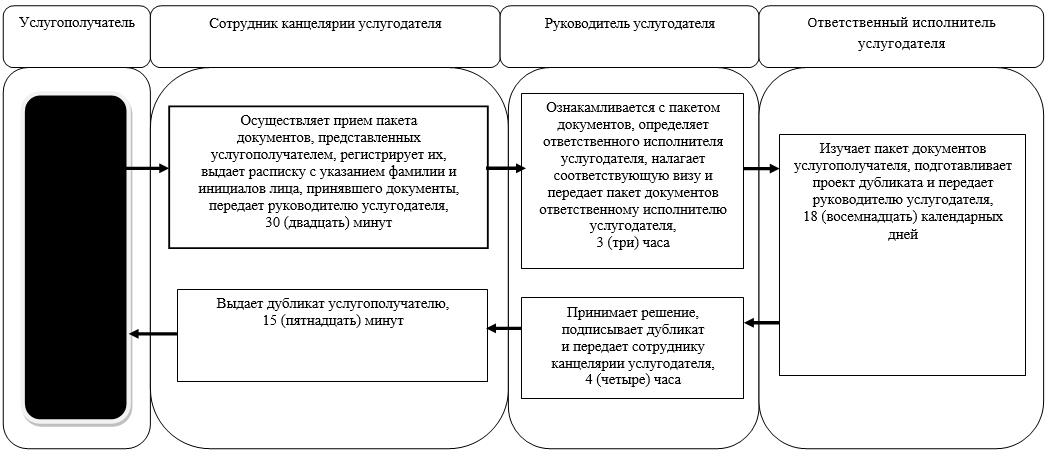 Услугополучатель
Сотрудник канцелярии услугодателя
Руководитель услугодателя
Ответственный исполнитель
услугодателя
Осуществляет прием пакета
документов, представленных
услугополучателем, регистрирует их,
выдает расписку с указанием фамилии и
инициалов лица, принявшего документы,
передает руководителю услугодателя,
30 (двадцать) минут
Ознакамливается с пакетом
документов, определяет
ответственного исполнителя
услугодателя, налагает
соответствующую визу и
передает пакет документов
ответственному исполнителю
услугодателя,
3 (три) часа
Изучает пакет документов
услугополучателя, подготавливает
проект дубликата и передает
руководителю услугодателя,
18 (восемнадцать) календарных
дней
Выдает дубликат услугополучателю,
15 (пятнадцать) минут
Принимает решение,
подписывает дубликат
и передает сотруднику
канцелярии услугодателя,
4 (четыре) часа